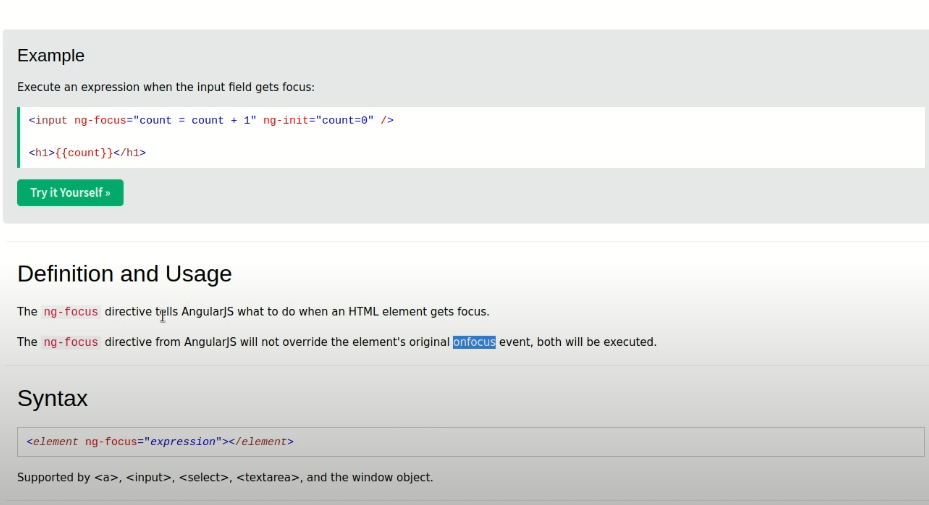 Example
Execute an expression when the input field gets focus:
<input ng-focus="count = count + 1" ng-init="count=0" />
<h1>{{count}}</h1>
Try it Yourself »
Definition and Usage
The ng-focus directive tells AngularJS what to do when an HTML element gets focus.
The ng-focus directive from AngularJS will not override the element's original onfocus event, both will be executed.
Syntax
<element ng-focus="expression"></element>
Supported by <a>, <input>, <select>, <textarea>, and the window object.